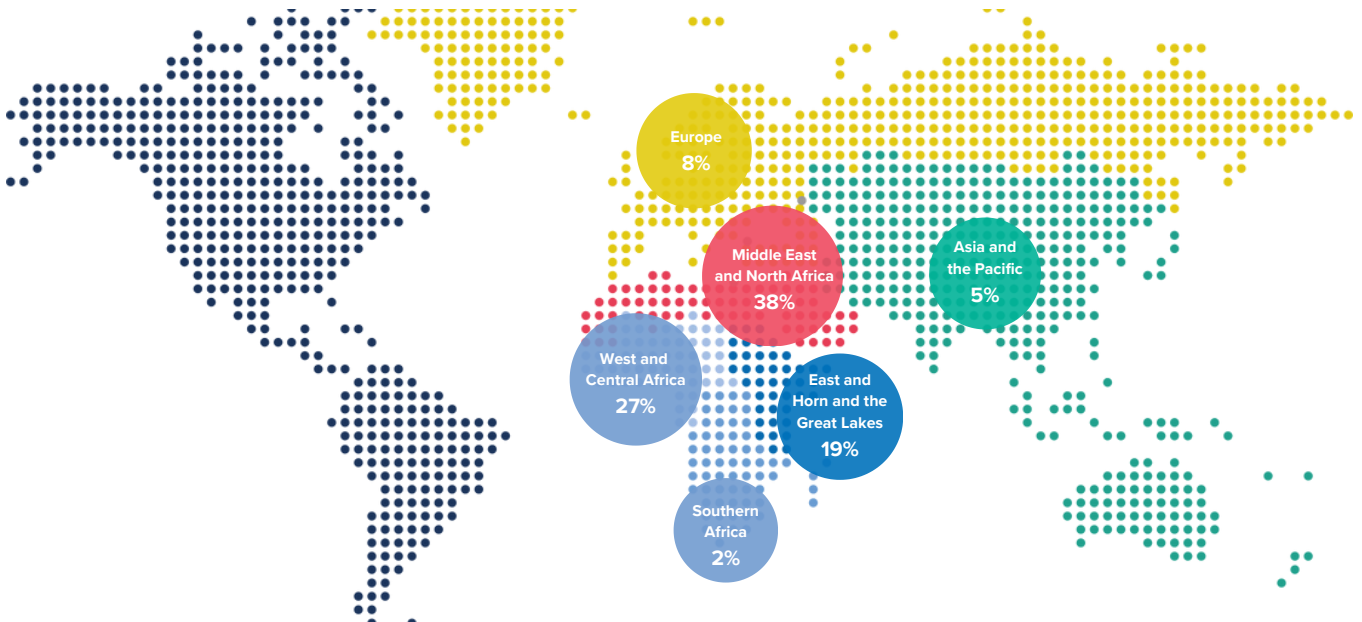 Europe
8%
Middle East
and North Africa
38%
Asia and
the Pacific
5%
West and
Central Africa
27%
East and
Horn and the
Great Lakes
19%
Southern
Africa
2%